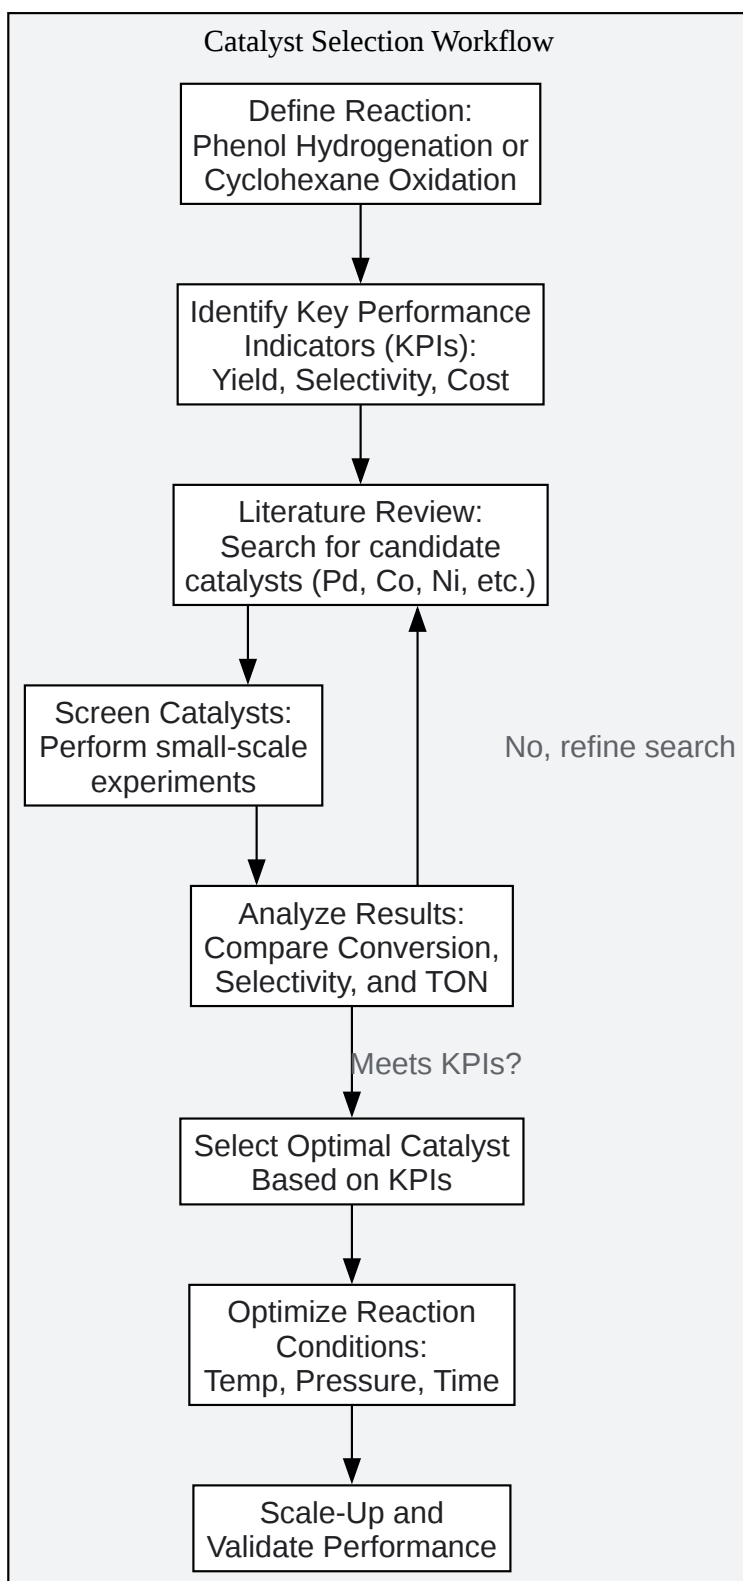 Catalyst Selection Workflow
Define Reaction:
Phenol Hydrogenation or
Cyclohexane Oxidation
Identify Key Performance
Indicators (KPIs):
Yield, Selectivity, Cost
Literature Review:
Search for candidate
catalysts (Pd, Co, Ni, etc.)
Screen Catalysts:
Perform small-scale
experiments
No, refine search
Analyze Results:
Compare Conversion,
Selectivity, and TON
Meets KPIs?
Select Optimal Catalyst
Based on KPIs
Optimize Reaction
Conditions:
Temp, Pressure, Time
Scale-Up and
Validate Performance